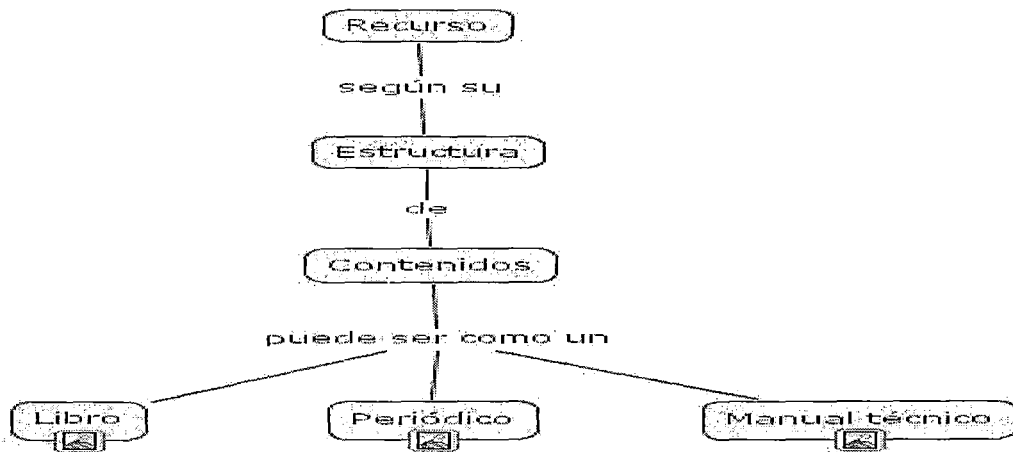 Recurso
según su
Estructura
de
Contenidos
puede ser como un
Libro Periódico Manual técnico